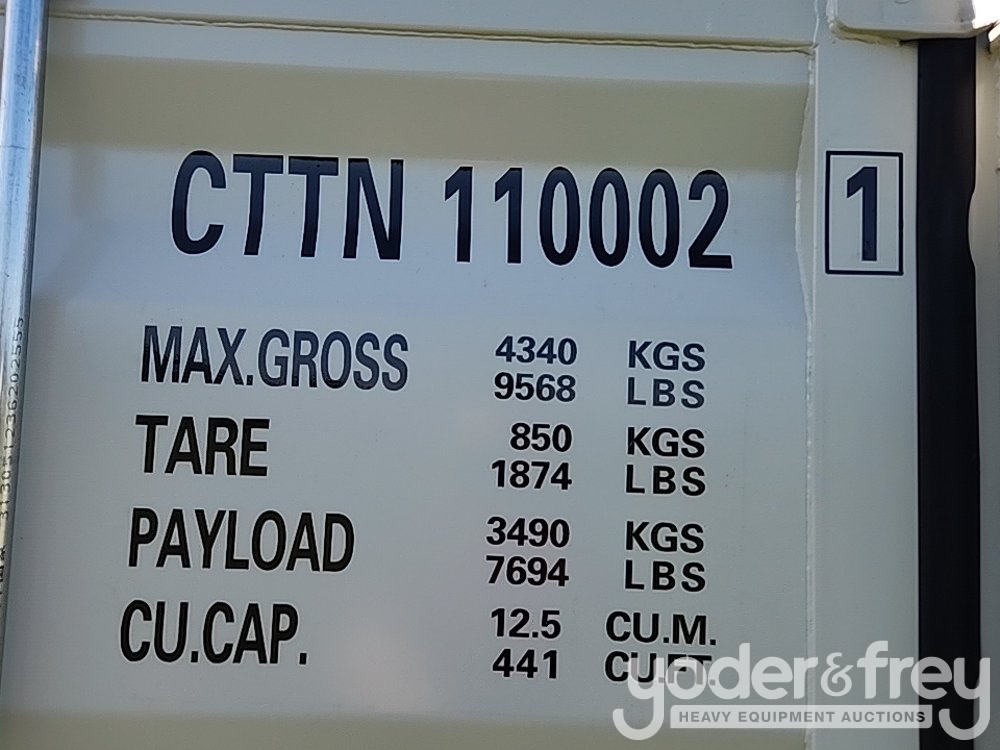 CTTN 110002 1
MAX.GROSS 4340 KGS
9568 LBS
TARE 850 KGS
1874 LBS
PAYLOAD 3490 KGS
7694 LBS
CU.CAP. 12.5 CU.M.
441 CU.FT.
yoder&frey
HEAVY EQUIPMENT AUCTIONS